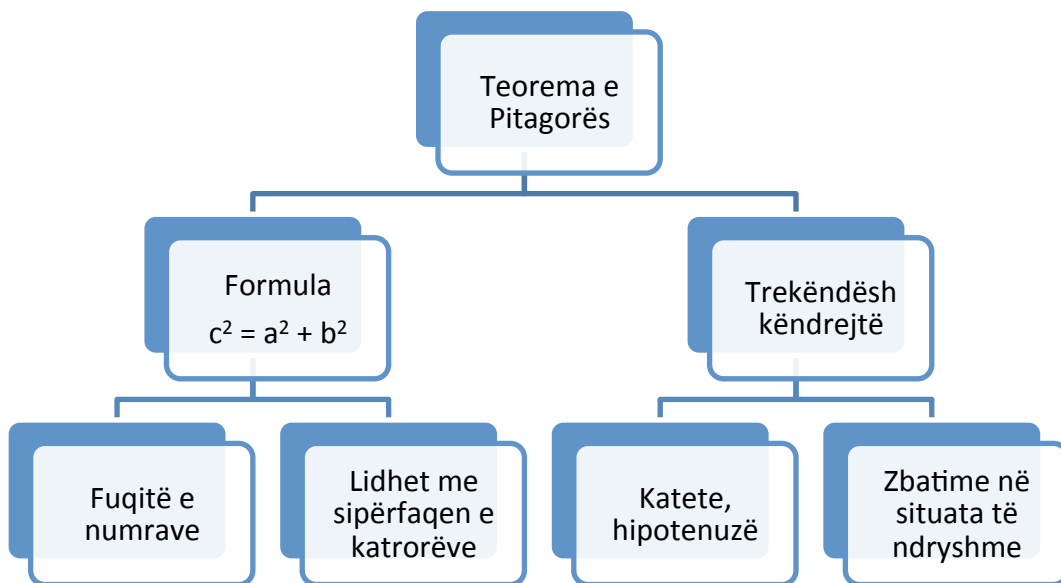 Teorema e
Pitagorës
Formula
c² = a² + b²
Trekëndësh
këndrejtë
Fuqitë e
numrave
Lidhet me
sipërfaqen e
katrorëve
Katete,
hipotenuzë
Zbatime në
situata të
ndryshme